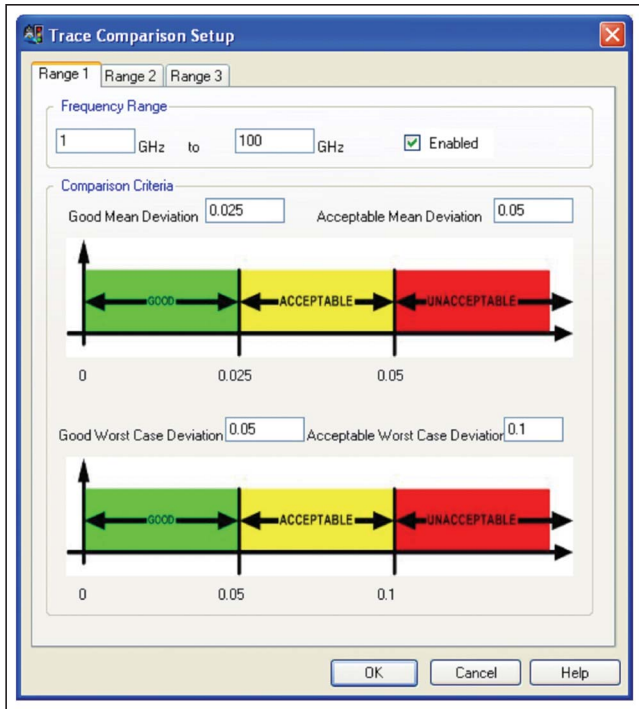 Trace Comparison Setup
Range 1 Range 2 Range 3
Frequency Range
1 GHz to 100 GHz Enabled
Comparison Criteria
Good Mean Deviation 0.025 Acceptable Mean Deviation 0.05
GOOD ACCEPTABLE UNACCEPTABLE
0 0.025 0.05
Good Worst Case Deviation 0.05 Acceptable Worst Case Deviation 0.1
GOOD ACCEPTABLE UNACCEPTABLE
0 0.05 0.1
OK Cancel Help